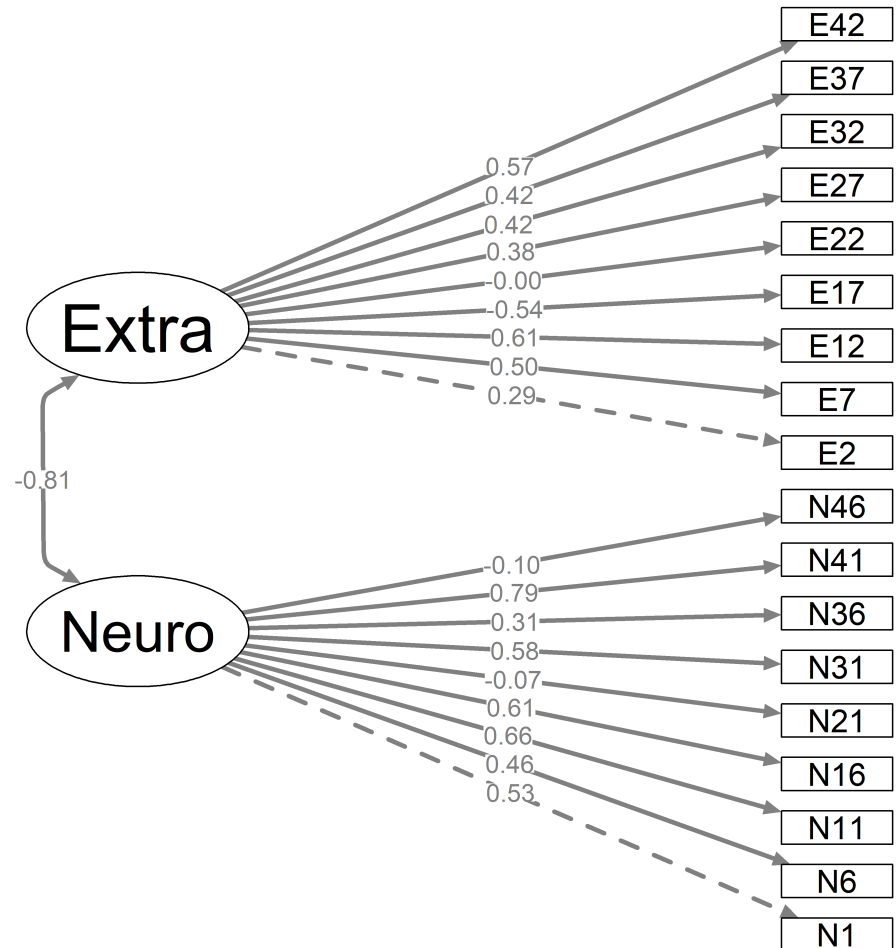 E42
E37
E32
E27
E22
E17
E12
E7
E2
N46
N41
N36
N31
N21
N16
N11
N6
N1
0.57
0.42
0.42
0.38
-0.00
-0.54
0.61
0.50
0.29
Extra
-0.81
Neuro
-0.10
0.79
0.31
0.58
-0.07
0.61
0.66
0.46
0.53